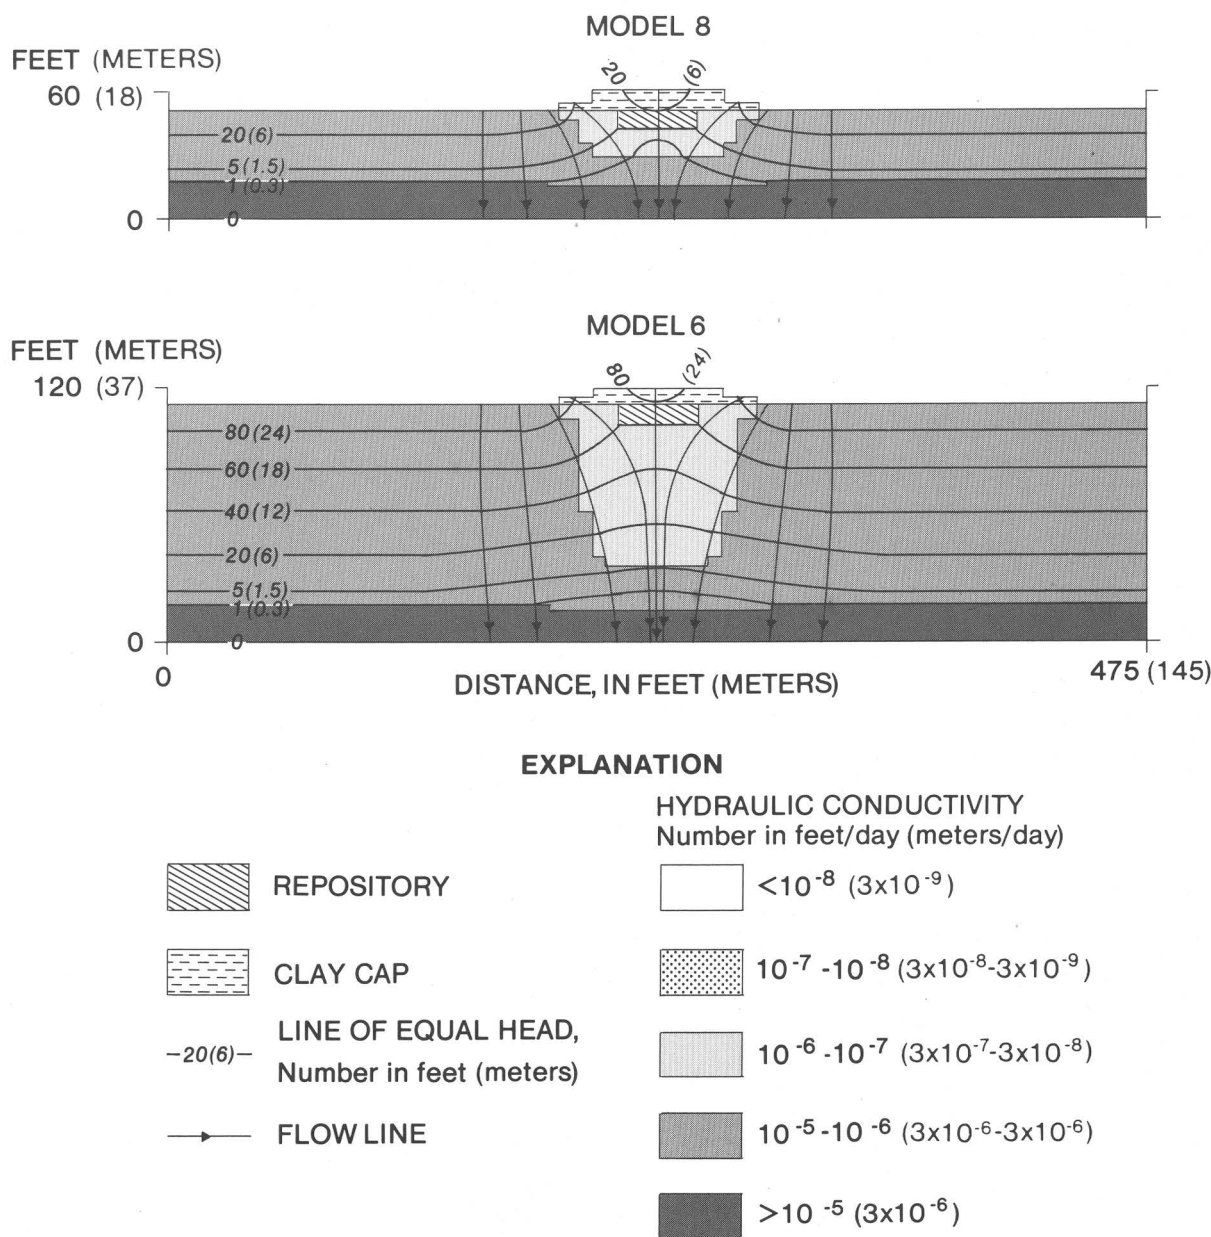 MODEL 8
FEET (METERS)
60 (18)
20 (6)
20(6)
5(1.5)
1(0.3)
0
0
MODEL 6
FEET (METERS)
120 (37)
80 (24)
80(24)
60(18)
40(12)
20(6)
5(1.5)
1(0.3)
0
0
0
DISTANCE, IN FEET (METERS)
475 (145)
EXPLANATION
HYDRAULIC CONDUCTIVITY
Number in feet/day (meters/day)
REPOSITORY
<10⁻⁸ (3x10⁻⁹)
CLAY CAP
10⁻⁷ -10⁻⁸ (3x10⁻⁸-3x10⁻⁹)
LINE OF EQUAL HEAD,
-20(6)-
Number in feet (meters)
10⁻⁶ -10⁻⁷ (3x10⁻⁷-3x10⁻⁸)
FLOW LINE
10⁻⁵-10⁻⁶ (3x10⁻⁶-3x10⁻⁶)
>10⁻⁵ (3x10⁻⁶)